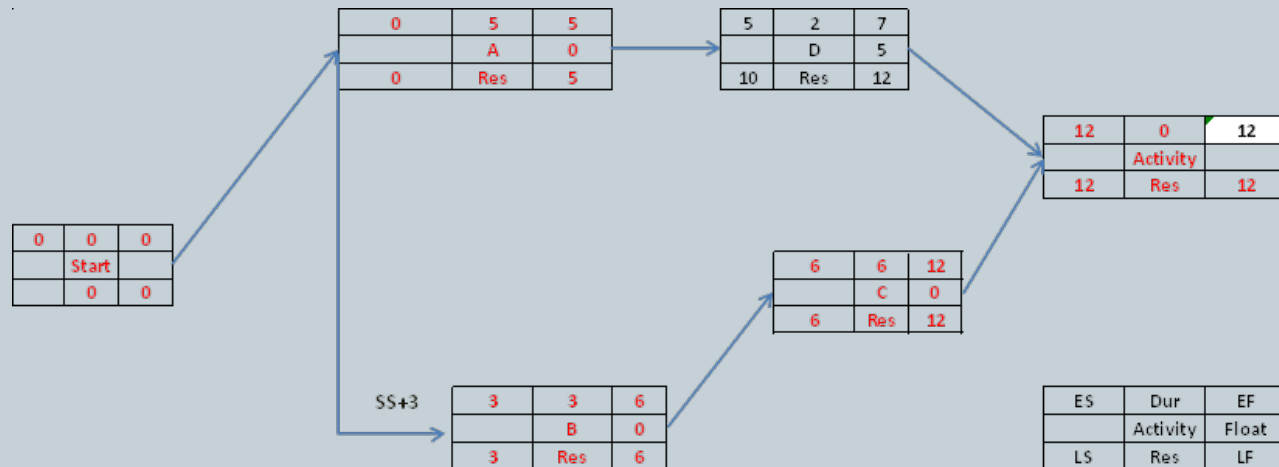 0 5 5
A 0
0 Res 5
5 2 7
D 5
10 Res 12
12 0 12
Activity
12 Res 12
0 0 0
Start
0 0
6 6 12
C 0
6 Res 12
SS+3
3 3 6
B 0
3 Res 6
ES Dur EF
Activity Float
LS Res LF